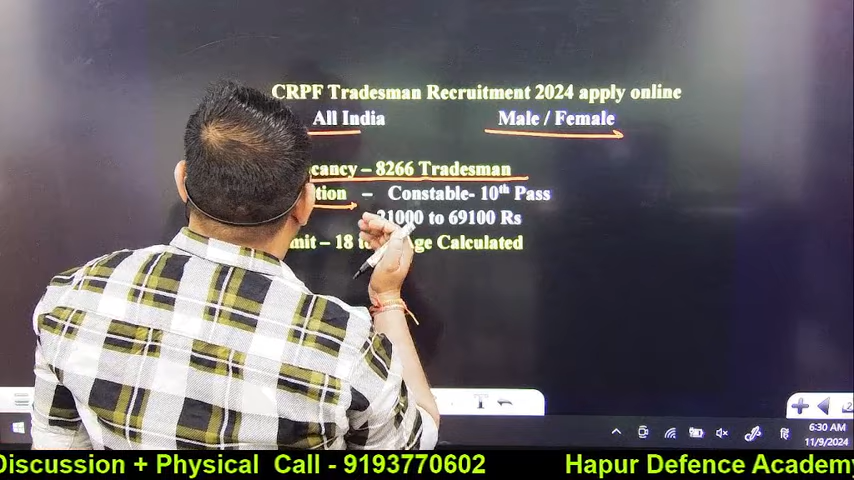 CRPF Tradesman Recruitment 2024 apply online
All India Male / Female
cancy – 8266 Tradesman
tion – Constable- 10th Pass
21000 to 69100 Rs
mit – 18 Age Calculated
6:30 AM
11/9/2024
Discussion + Physical Call - 9193770602 Hapur Defence Academy